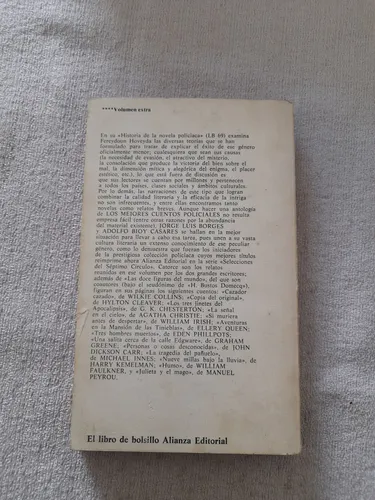 ****Volumen extra
En su «Historia de la novela policíaca» (LB 69) examina
Fereydoun Hoveyda las diversas teorías que se han
formulado para tratar de explicar el éxito de ese género
oficialmente menor; cualesquiera que sean sus causas
(la necesidad de evasión, el atractivo del misterio,
la consolación que produce la victoria del bien sobre el
mal, la dimensión mítica y alegórica del enigma, el placer
estético, etc.), lo que está fuera de discusión es
que sus lectores se cuentan por millones y pertenecen
a todos los países, clases sociales y ámbitos culturales.
Por lo demás, las narraciones de este tipo que logran
combinar la calidad literaria y la eficacia de la intriga
no son infrecuentes, y entre ellas encontramos tanto
novelas como relatos breves. Aunque hacer una antología
de LOS MEJORES CUENTOS POLICIALES no resulta
empresa fácil (entre otras cosas por la abundancia
del material existente), JORGE LUIS BORGES
y ADOLFO BIOY CASARES se hallan en la mejor
situación para llevar a cabo esa tarea, pues unen a su vasta
cultura literaria un extenso conocimiento de ese peculiar
género, como lo demuestra que fueran los iniciadores
de la prestigiosa colección policíaca cuyos mejores títulos
reimprime ahora Alianza Editorial en la serie «Selecciones
del Séptimo Círculo». Catorce son los relatos
reunidos en ese volumen por los dos grandes escritores;
además de «Las doce figuras del mundo», del que son
coautores (bajo el seudónimo de «H. Bustos Domecq»),
figuran en sus páginas los siguientes cuentos: «Cazador
cazado», de WILKIE COLLINS; «Copia del original»,
de HYLTON CLEAVER; «Los tres jinetes del
Apocalipsis», de G. K. CHESTERTON; «La señal
en el cielo», de AGATHA CHRISTIE; «Si muriera
antes de despertar», de WILLIAM IRISH; «Aventuras
en la Mansión de las Tinieblas», de ELLERY QUEEN;
«Tres hombres muertos», de EDEN PHILLPOTS;
«Una salita cerca de la calle Edgware», de GRAHAM
GREENE; «Personas o cosas desconocidas», de JOHN
DICKSON CARR; «La tragedia del pañuelo»,
de MICHAEL INNES; «Nueve millas bajo la lluvia», de
HARRY KEMELMAN; «Humo», de WILLIAM
FAULKNER, y «Julieta y el mago», de MANUEL
PEYROU.
El libro de bolsillo Alianza Editorial